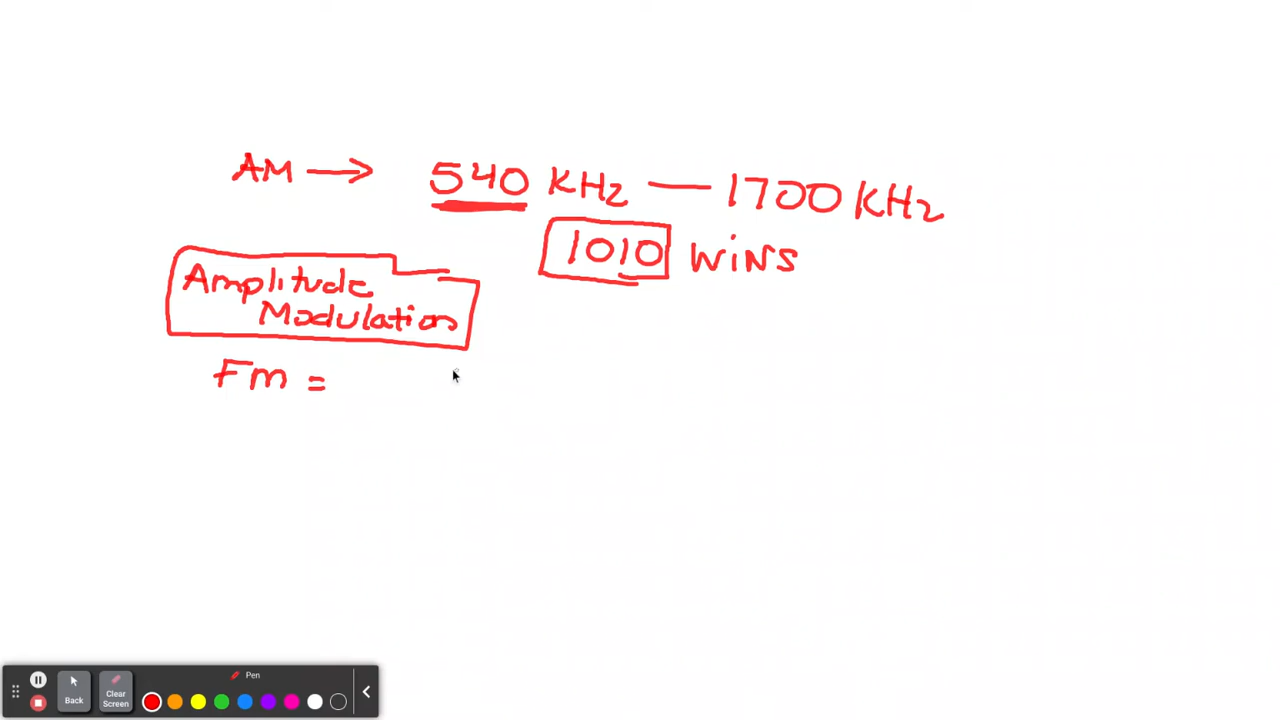 AM → 540 KHz — 1700 KHz
1010 WiNS
Amplitude
Modulation
Fm =
Pen
Back
Clear
Screen